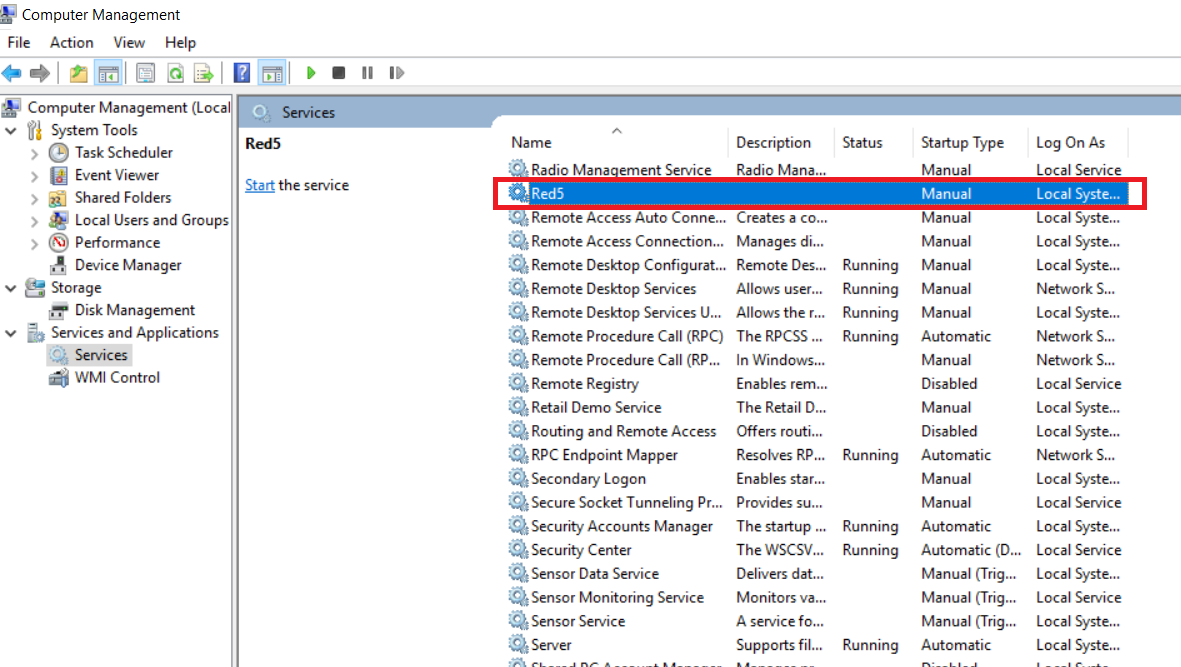 Computer Management
File Action View Help
Computer Management (Local
System Tools
Task Scheduler
Event Viewer
Shared Folders
Local Users and Groups
Performance
Device Manager
Storage
Disk Management
Services and Applications
Services
WMI Control
Services
Red5
Start the service
Name Description Status Startup Type Log On As
Radio Management Service Radio Mana... Manual Local Service
Red5 Manual Local Syste...
Remote Access Auto Conne... Creates a co... Manual Local Syste...
Remote Access Connection... Manages di... Manual Local Syste...
Remote Desktop Configurat... Remote Des... Running Manual Local Syste...
Remote Desktop Services Allows user... Running Manual Network S...
Remote Desktop Services U... Allows the r... Running Manual Local Syste...
Remote Procedure Call (RPC) The RPCSS ... Running Automatic Network S...
Remote Procedure Call (RP... In Windows... Manual Network S...
Remote Registry Enables rem... Disabled Local Service
Retail Demo Service The Retail D... Manual Local Syste...
Routing and Remote Access Offers routi... Disabled Local Syste...
RPC Endpoint Mapper Resolves RP... Running Automatic Network S...
Secondary Logon Enables star... Manual Local Syste...
Secure Socket Tunneling Pr... Provides su... Manual Local Service
Security Accounts Manager The startup ... Running Automatic Local Syste...
Security Center The WSCSV... Running Automatic (D... Local Service
Sensor Data Service Delivers dat... Manual (Trig... Local Syste...
Sensor Monitoring Service Monitors va... Manual (Trig... Local Service
Sensor Service A service fo... Manual (Trig... Local Syste...
Server Supports fil... Running Automatic Local Syste...
Shared PC Account Manager Manages pr... Disabled Local Syste...